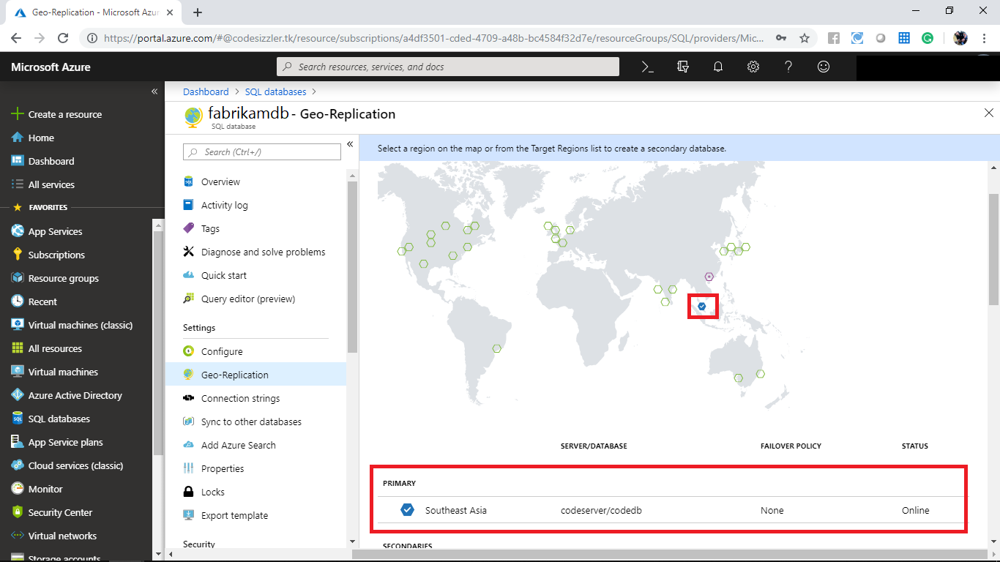 Geo-Replication - Microsoft Azur
https://portal.azure.com/#@codesizzler.tk/resource/subscriptions/a4df3501-cded-4709-a48b-bc4584f32d7e/resourceGroups/SQL/providers/Mic...
Microsoft Azure
Search resources, services, and docs
Create a resource
Home
Dashboard
All services
FAVORITES
App Services
Subscriptions
Resource groups
Recent
Virtual machines (classic)
All resources
Virtual machines
Azure Active Directory
SQL databases
App Service plans
Cloud services (classic)
Monitor
Security Center
Virtual networks
Storage accounts
Dashboard > SQL databases >
fabrikamdb - Geo-Replication
SQL database
Search (Ctrl+/)
Overview
Activity log
Tags
Diagnose and solve problems
Quick start
Query editor (preview)
Settings
Configure
Geo-Replication
Connection strings
Sync to other databases
Add Azure Search
Properties
Locks
Export template
Security
Select a region on the map or from the Target Regions list to create a secondary database.
SERVER/DATABASE FAILOVER POLICY STATUS
PRIMARY
Southeast Asia codeserver/codedb None Online
SECONDARIES